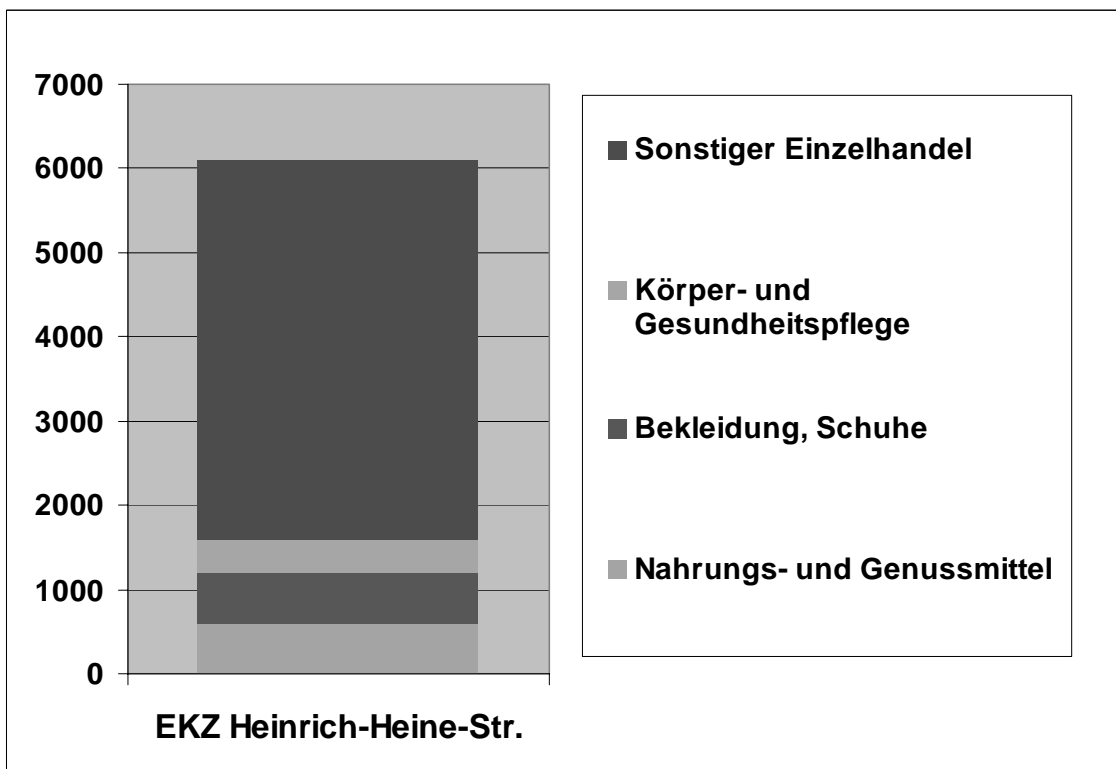 7000
6000
5000
4000
3000
2000
1000
0
EKZ Heinrich-Heine-Str.
Sonstiger Einzelhandel
Körper- und
Gesundheitspflege
Bekleidung, Schuhe
Nahrungs- und Genussmittel